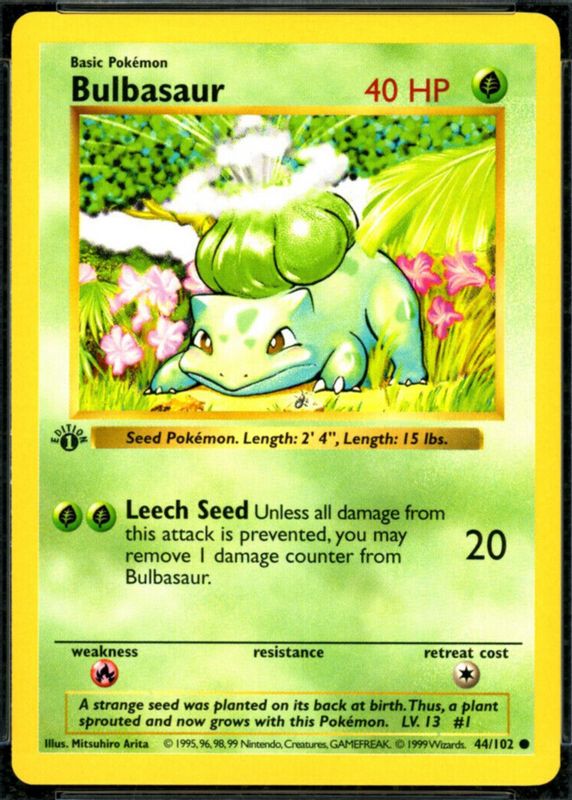 Basic Pokémon
Bulbasaur
40 HP
EDITION
1
Seed Pokémon. Length: 2' 4", Length: 15 lbs.
Leech Seed Unless all damage from
this attack is prevented, you may
remove 1 damage counter from
Bulbasaur.
20
weakness resistance retreat cost
A strange seed was planted on its back at birth. Thus, a plant
sprouted and now grows with this Pokémon. LV. 13 #1
Illus. Mitsuhiro Arita © 1995, 96, 98, 99 Nintendo, Creatures, GAMEFREAK. © 1999 Wizards. 44/102